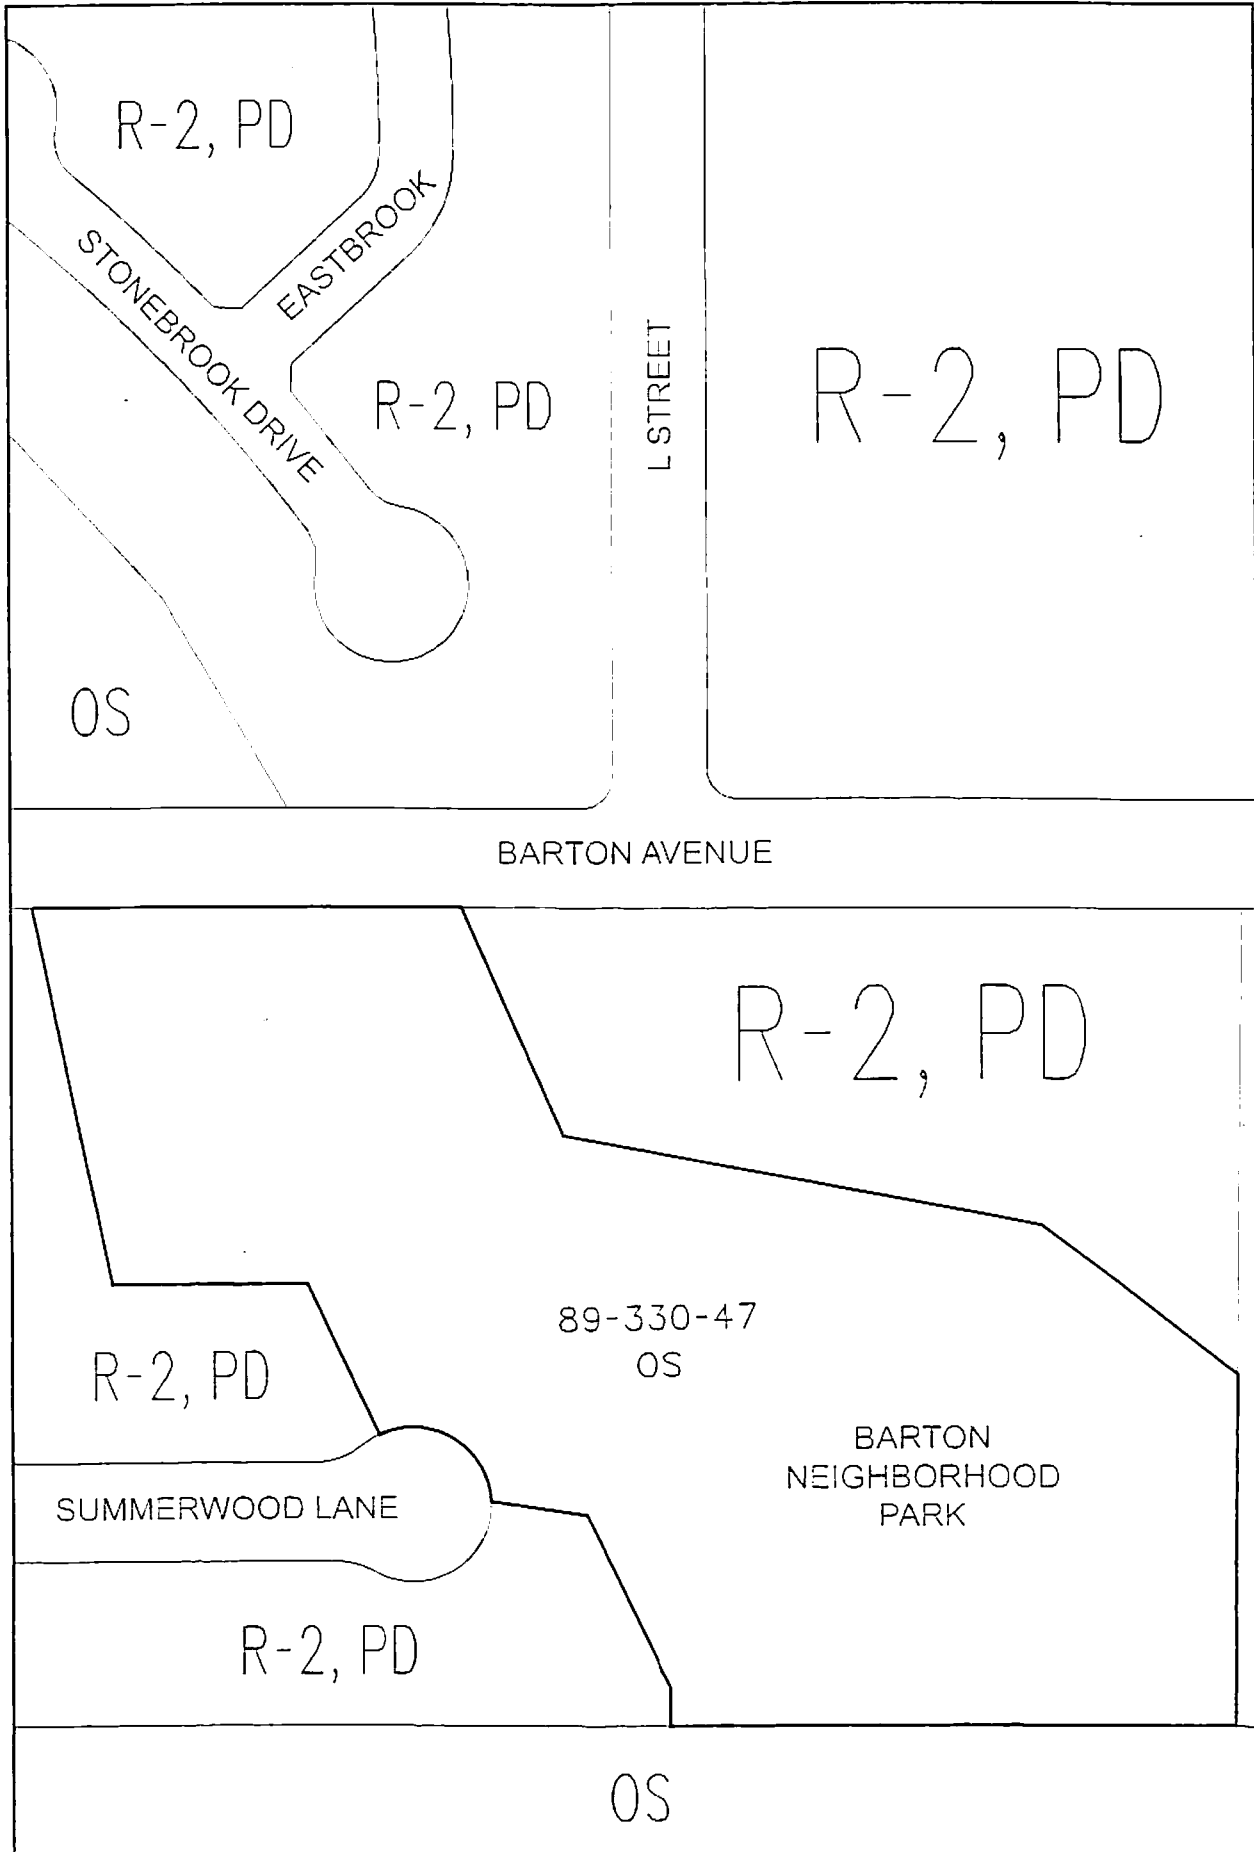 R-2, PD
EASTBROOK
STONEBROOK DRIVE
R-2, PD
L STREET
R-2, PD
OS
BARTON AVENUE
R-2, PD
89-330-47
OS
R-2, PD
BARTON
NEIGHBORHOOD
PARK
SUMMERWOOD LANE
R-2, PD
OS